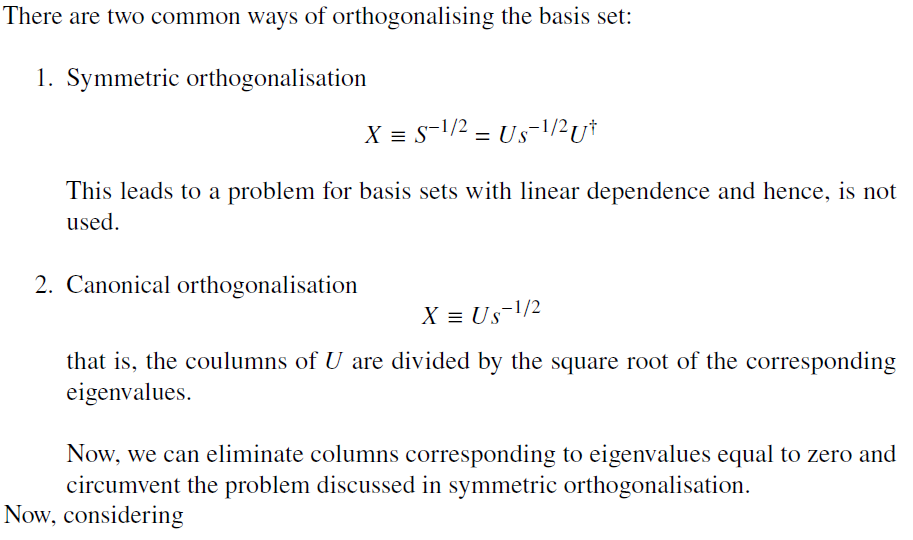 There are two common ways of orthogonalising the basis set:
1. Symmetric orthogonalisation
X ≡ S^{-1/2} = Us^{-1/2}U^†
This leads to a problem for basis sets with linear dependence and hence, is not
used.
2. Canonical orthogonalisation
X ≡ Us^{-1/2}
that is, the coulumns of U are divided by the square root of the corresponding
eigenvalues.
Now, we can eliminate columns corresponding to eigenvalues equal to zero and
circumvent the problem discussed in symmetric orthogonalisation.
Now, considering